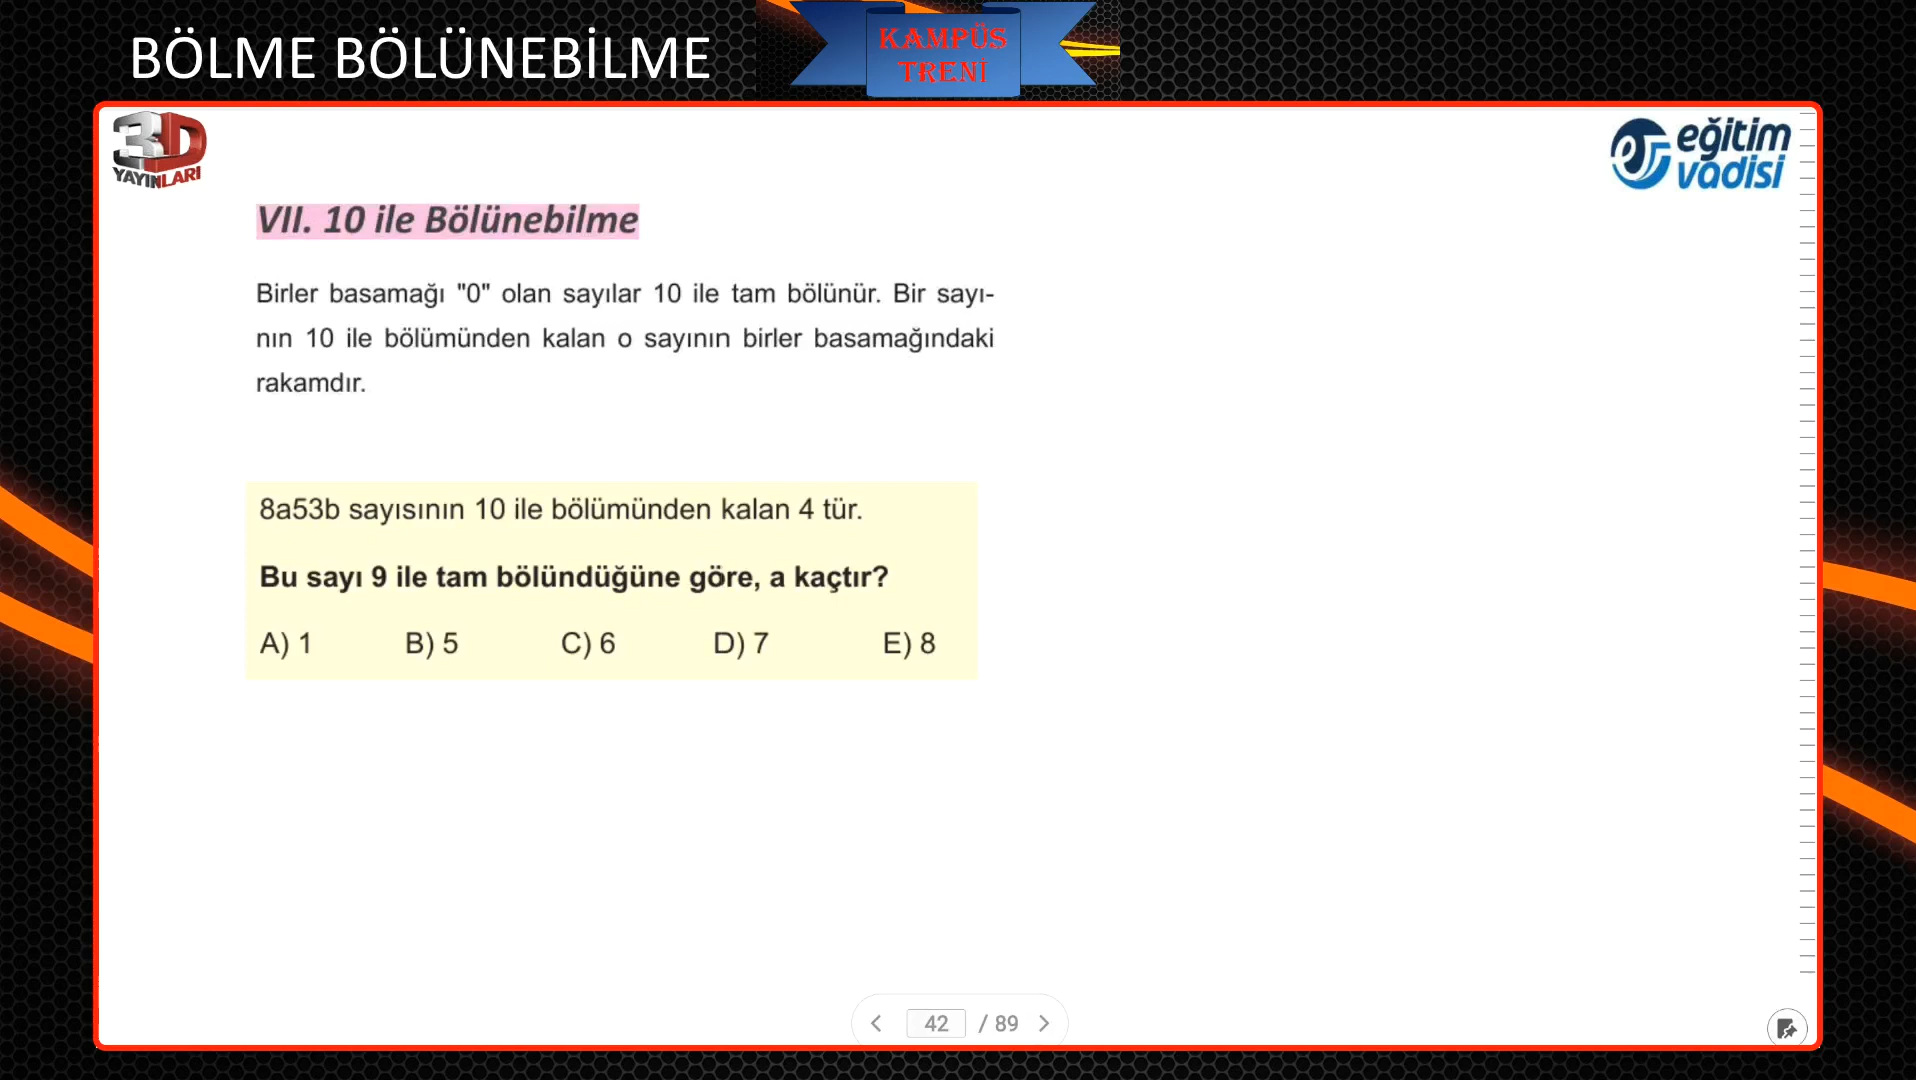 BÖLME BÖLÜNEBİLME
KAMPÜS
TRENİ
3D
YAYINLARI
eğitim
vadisi
VII. 10 ile Bölünebilme
Birler basamağı "0" olan sayılar 10 ile tam bölünür. Bir sayı-
nın 10 ile bölümünden kalan o sayının birler basamağındaki
rakamdır.
8a53b sayısının 10 ile bölümünden kalan 4 tür.
Bu sayı 9 ile tam bölündüğüne göre, a kaçtır?
A) 1 B) 5 C) 6 D) 7 E) 8
42 / 89